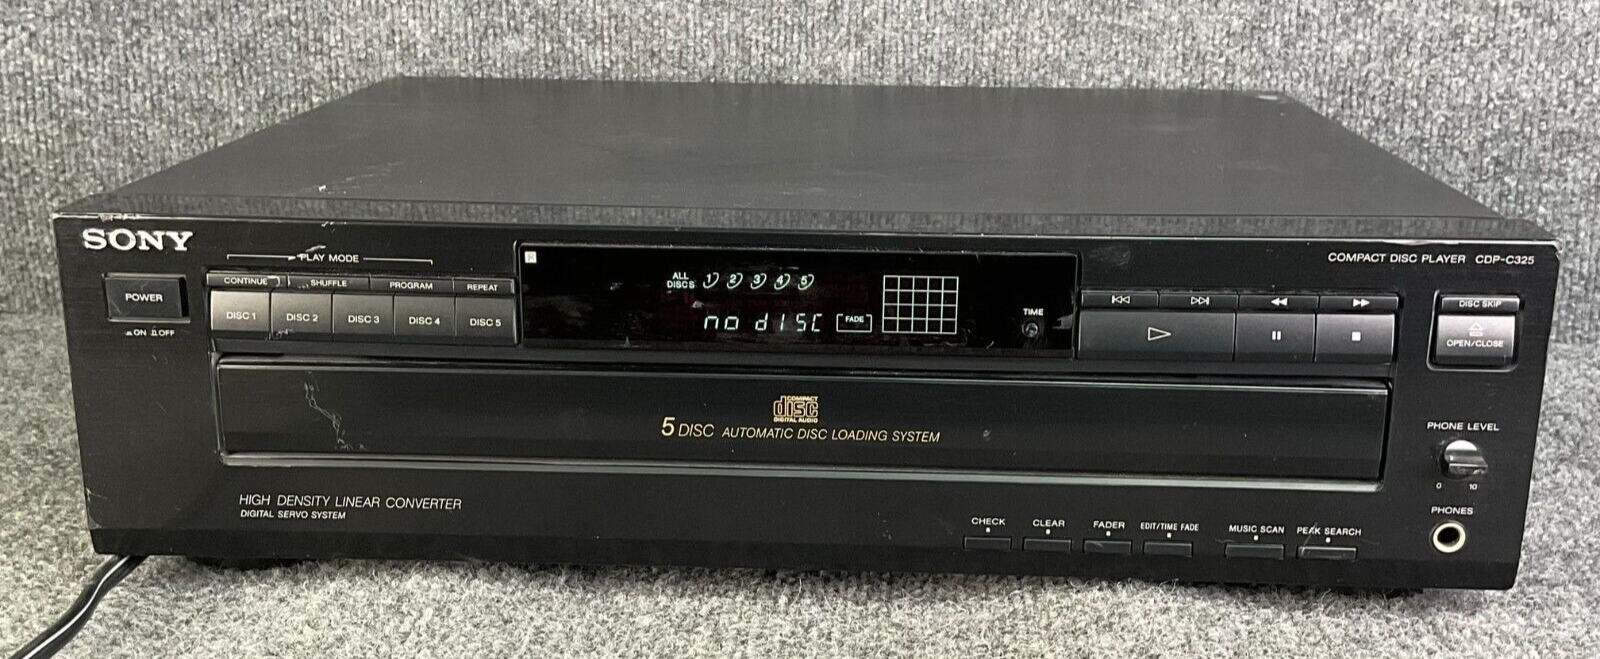 SONY
COMPACT DISC PLAYER CDP-C325
PLAY MODE
CONTINUE SHUFFLE PROGRAM REPEAT
POWER
ON OFF
DISC 1 DISC 2 DISC 3 DISC 4 DISC 5
ALL DISCS 1 2 3 4 5
no dISC FADE
TIME
DISC SKIP
OPEN/CLOSE
COMPACT
disc
DIGITAL AUDIO
5 DISC AUTOMATIC DISC LOADING SYSTEM
PHONE LEVEL
0 10
HIGH DENSITY LINEAR CONVERTER
DIGITAL SERVO SYSTEM
CHECK CLEAR FADER EDIT/TIME FADE MUSIC SCAN PEAK SEARCH
PHONES